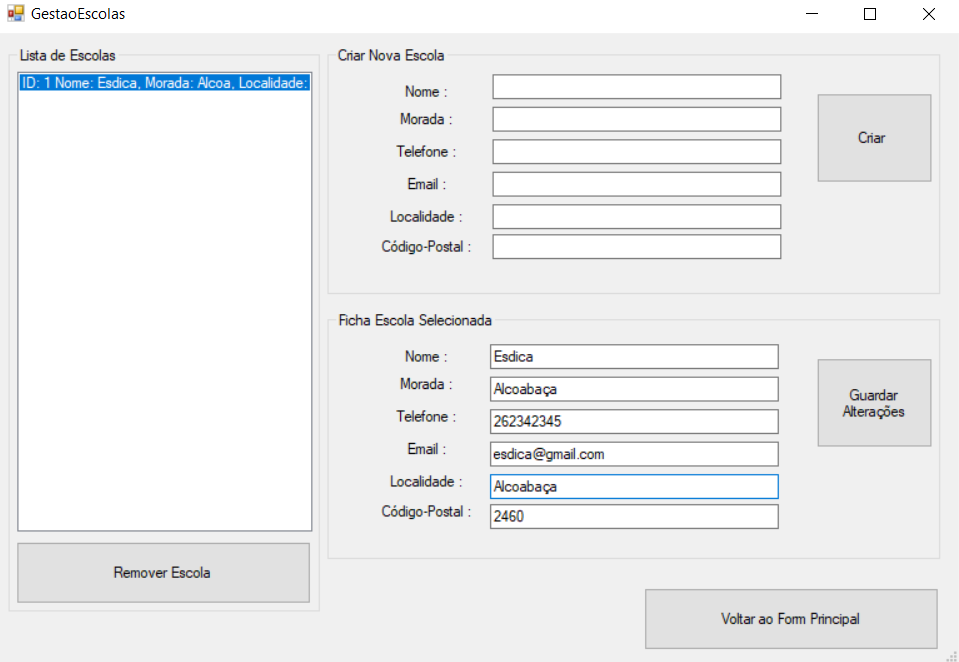 GestaoEscolas
Lista de Escolas
ID: 1 Nome: Esdica, Morada: Alcoa, Localidade:
Remover Escola
Criar Nova Escola
Nome :
Morada :
Telefone :
Email :
Localidade :
Código-Postal :
Criar
Ficha Escola Selecionada
Nome : Esdica
Morada : Alcoabaça
Telefone : 262342345
Email : esdica@gmail.com
Localidade : Alcoabaça
Código-Postal : 2460
Guardar
Alterações
Voltar ao Form Principal